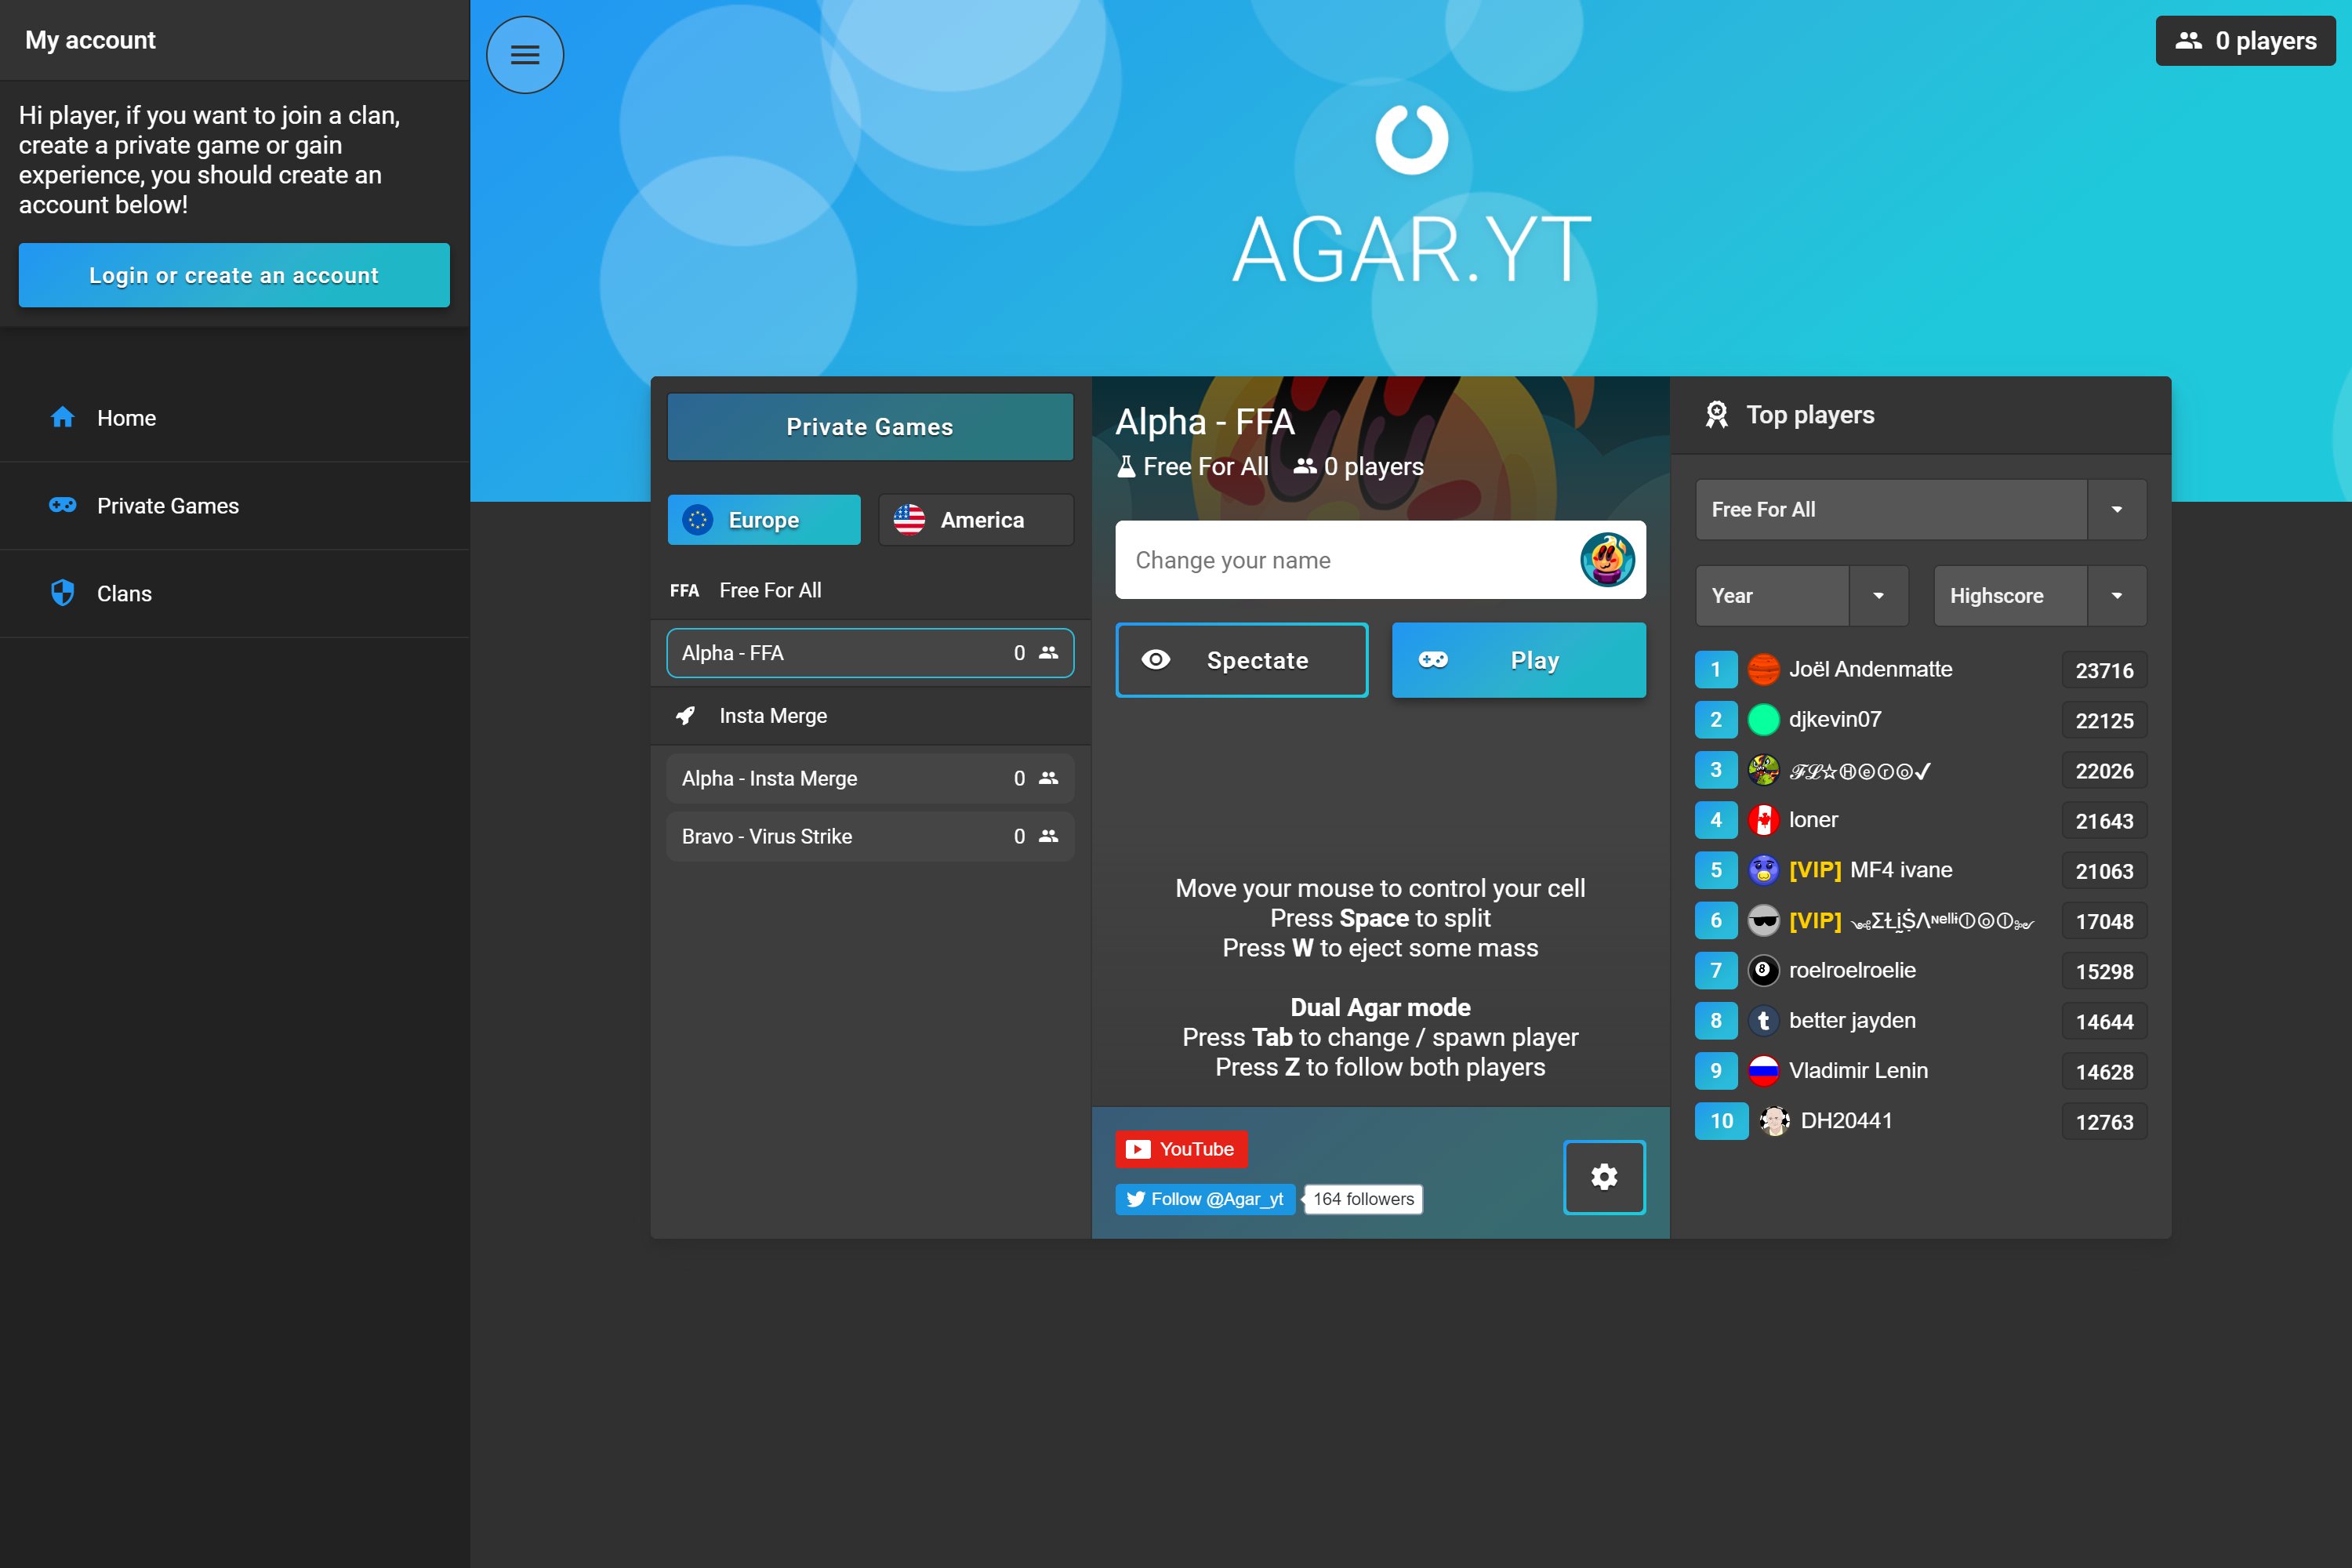 My account
Hi player, if you want to join a clan,
create a private game or gain
experience, you should create an
account below!
Login or create an account
Home
Private Games
Clans
0 players
AGAR.YT
Private Games
Europe
America
FFA Free For All
Alpha - FFA 0
Insta Merge
Alpha - Insta Merge 0
Bravo - Virus Strike 0
Alpha - FFA
Free For All 0 players
Change your name
Spectate
Play
Move your mouse to control your cell
Press Space to split
Press W to eject some mass
Dual Agar mode
Press Tab to change / spawn player
Press Z to follow both players
YouTube
Follow @Agar_yt 164 followers
Top players
Free For All
Year
Highscore
1 Joël Andenmatte 23716
2 djkevin07 22125
3 ℱℒ☆Ⓗⓔⓡⓞ✓ 22026
4 loner 21643
5 [VIP] MF4 ivane 21063
6 [VIP] 17048
7 roelroelroelie 15298
8 better jayden 14644
9 Vladimir Lenin 14628
10 DH20441 12763